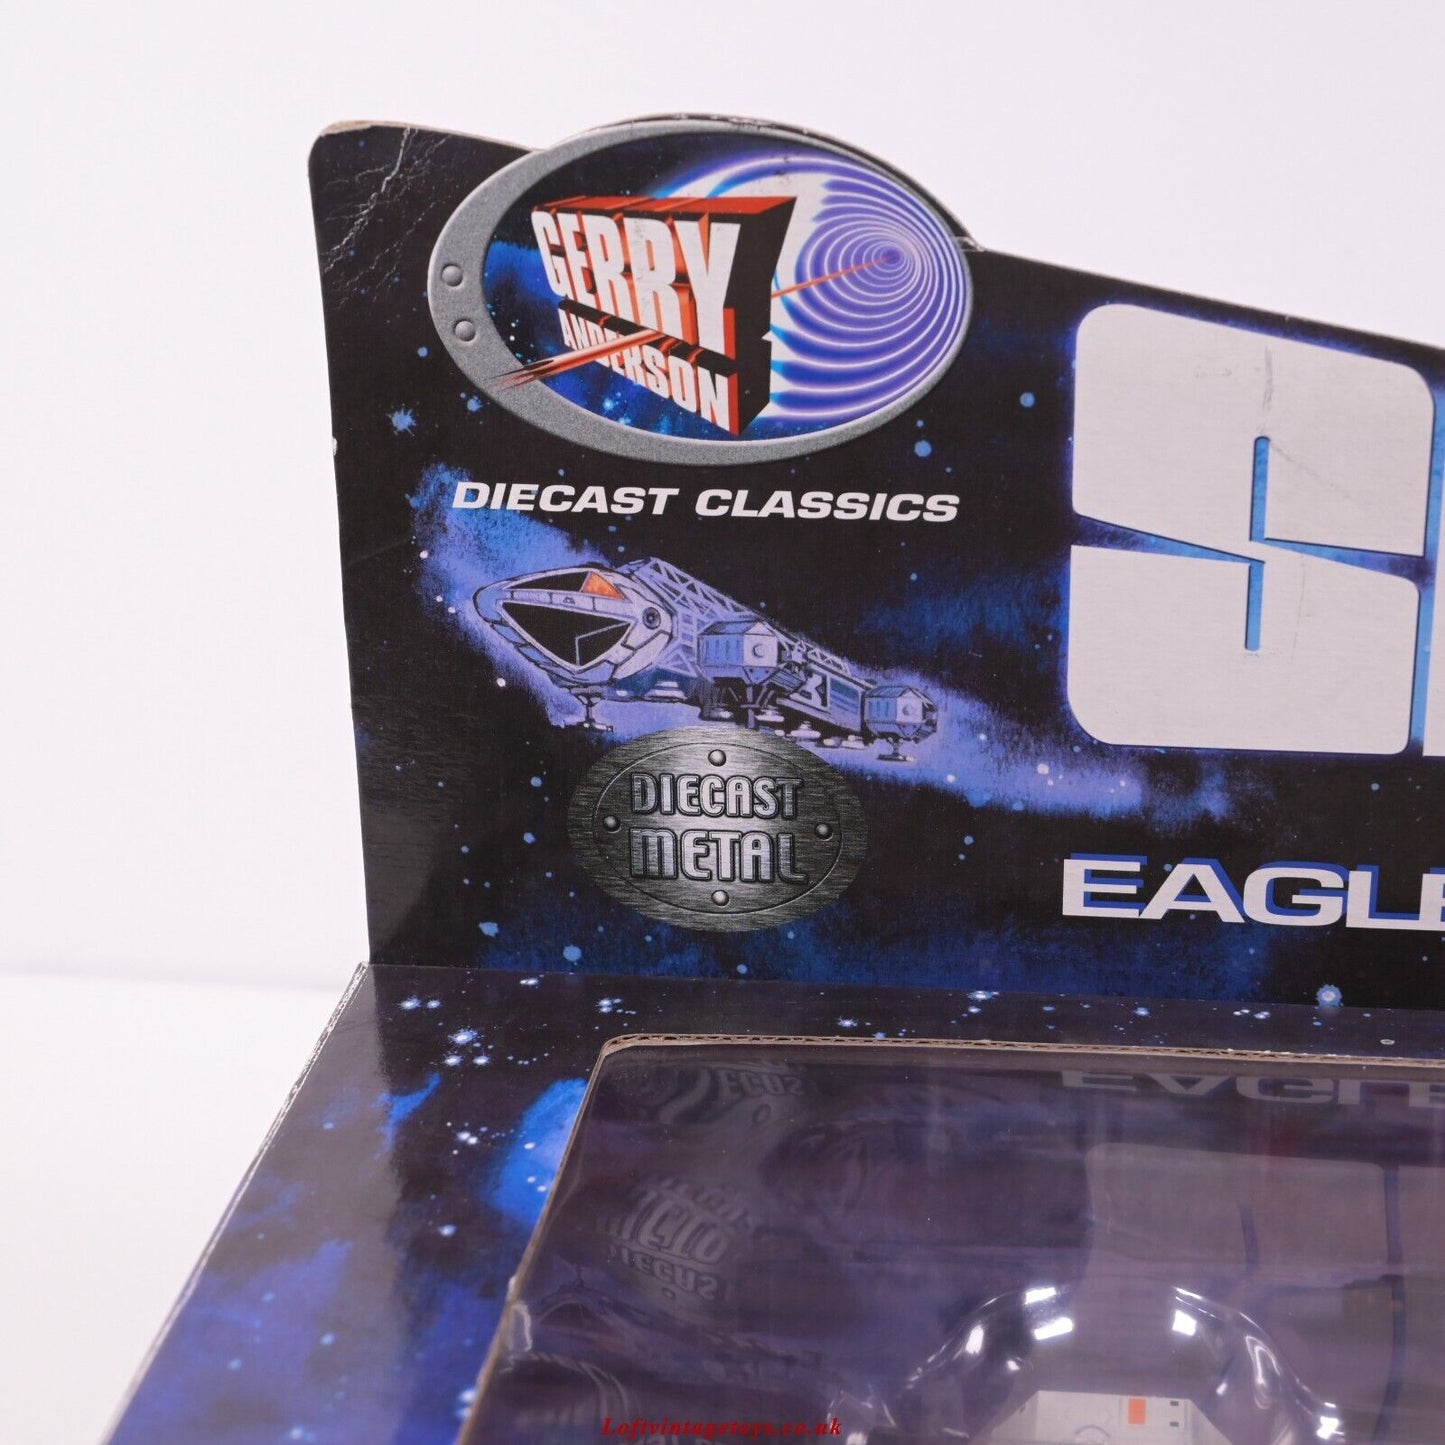 GERRY
ANDERSON
DIECAST CLASSICS
S
DIECAST
METAL
EAGLE
Loftvintagetoys.co.uk